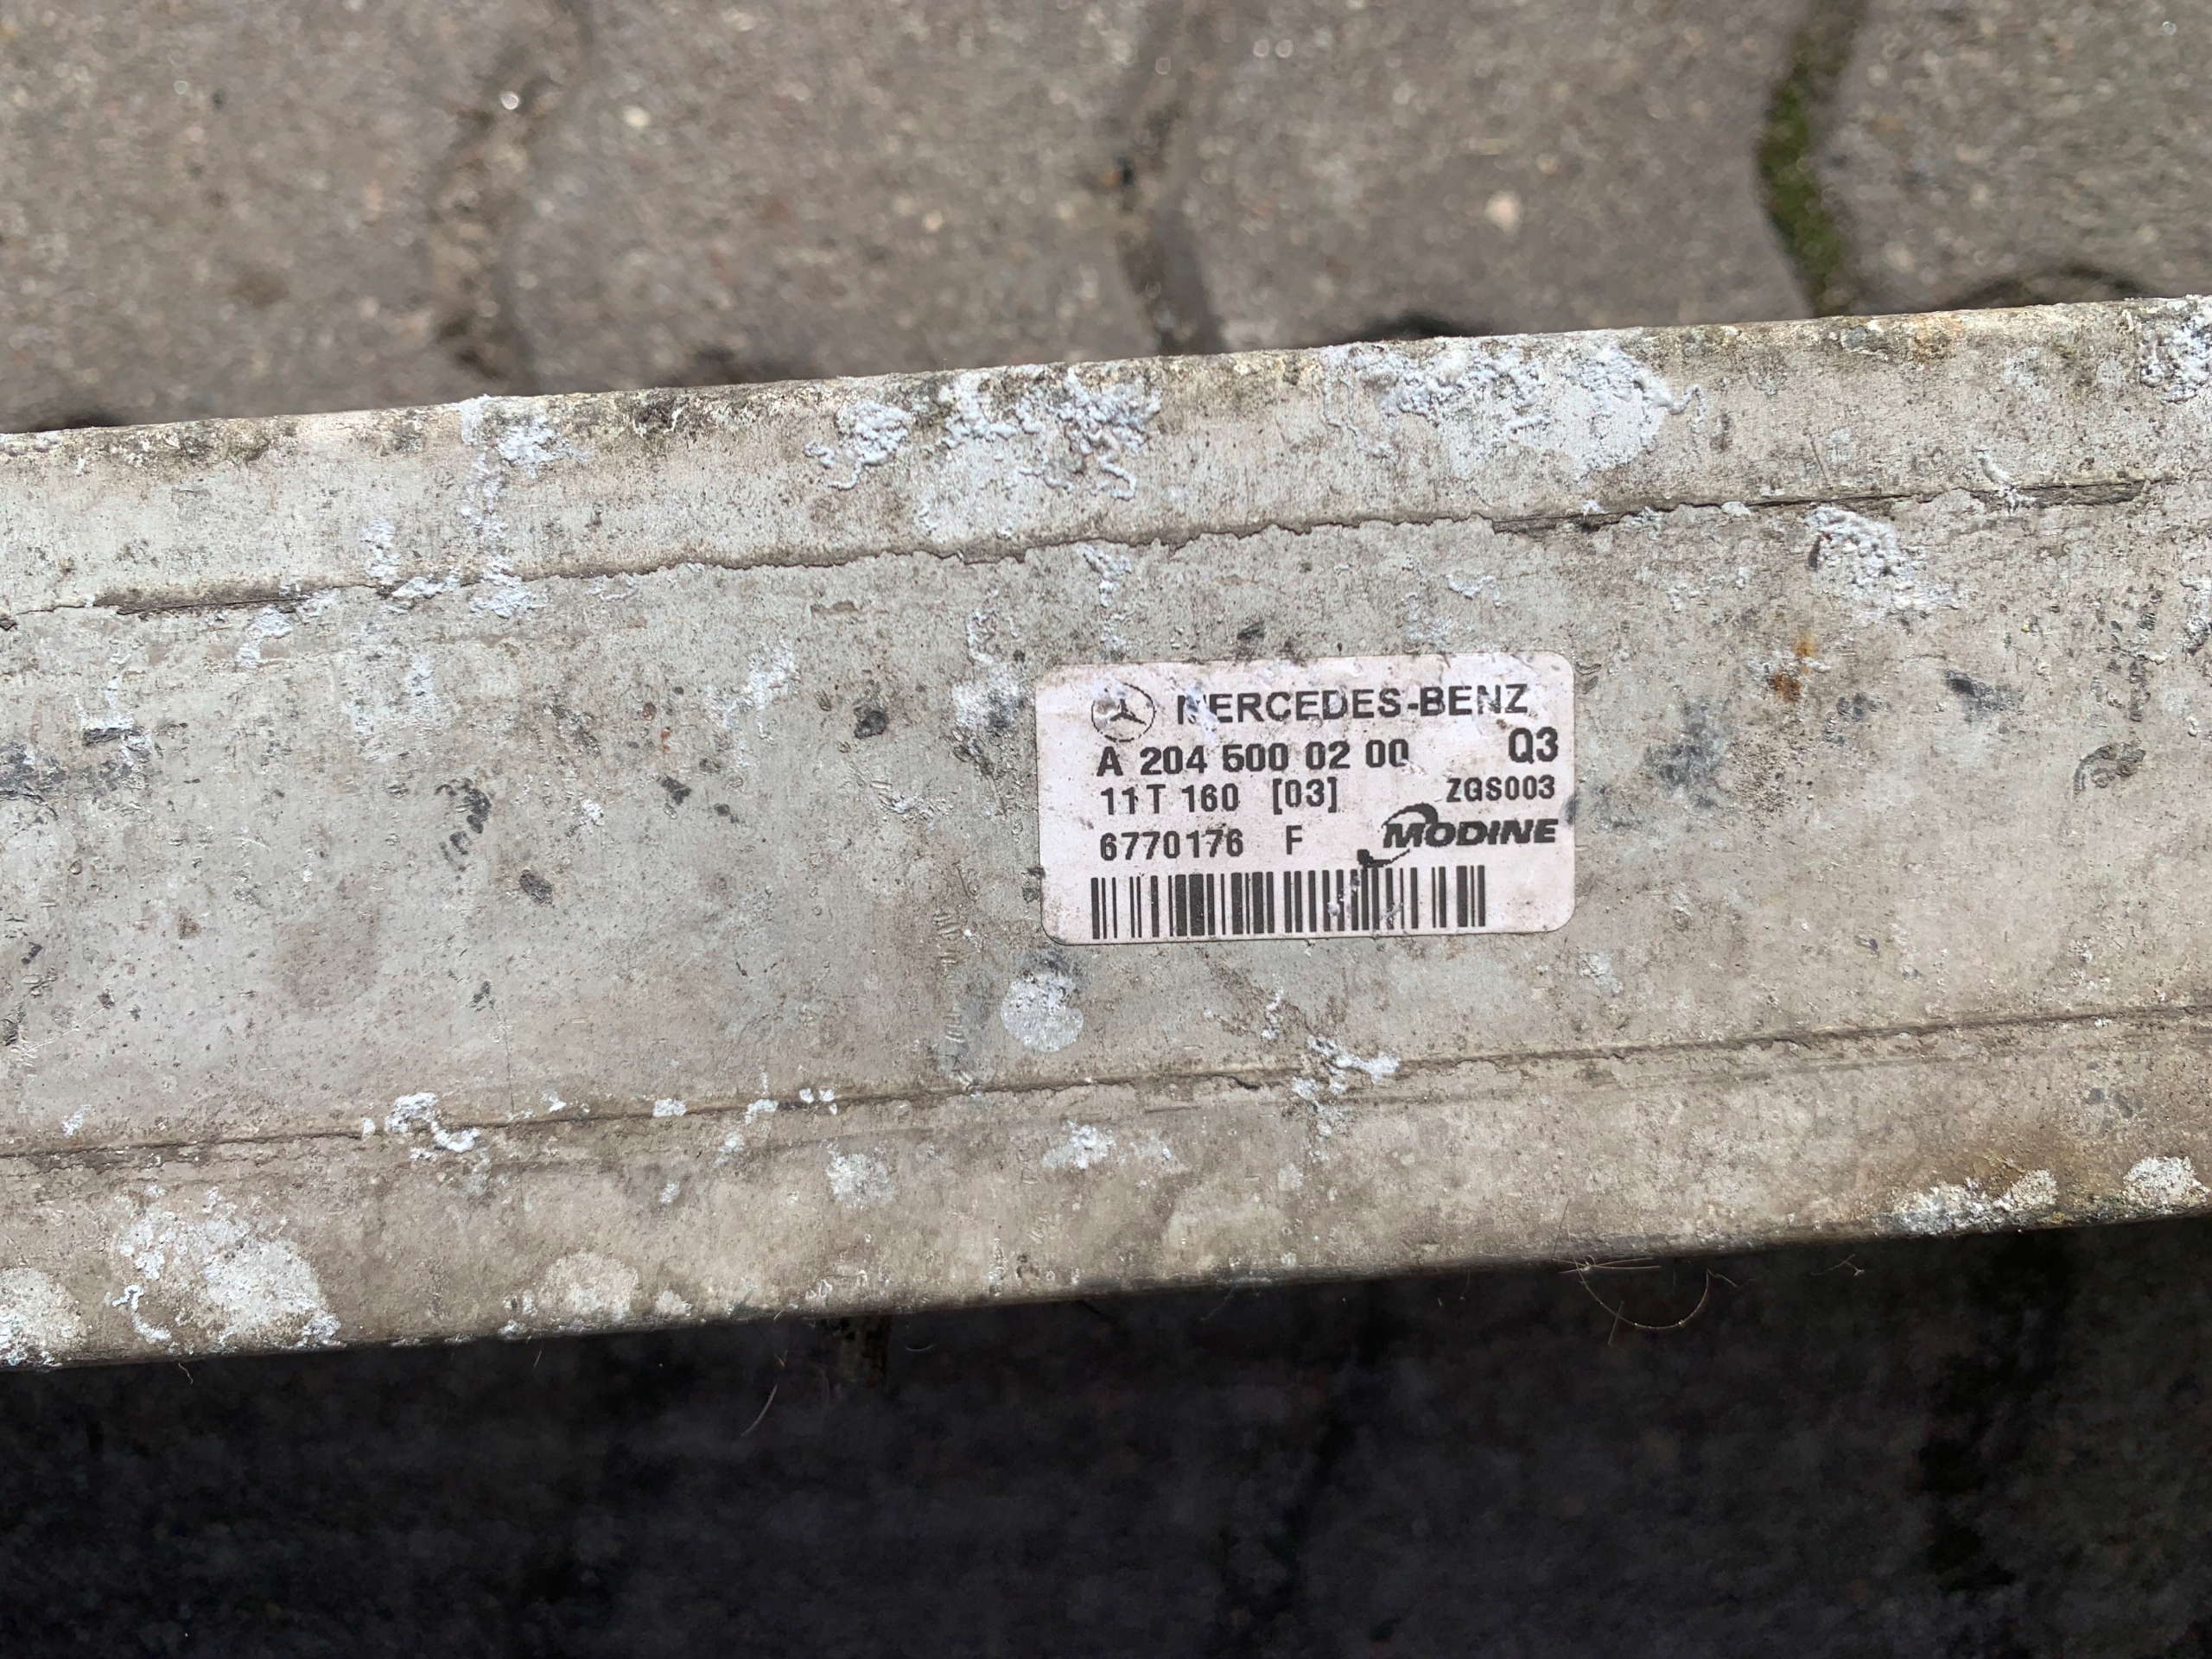 MERCEDES-BENZ
A 204 500 02 00 Q3
11T 160 [03] ZGS003
6770176 F MODINE